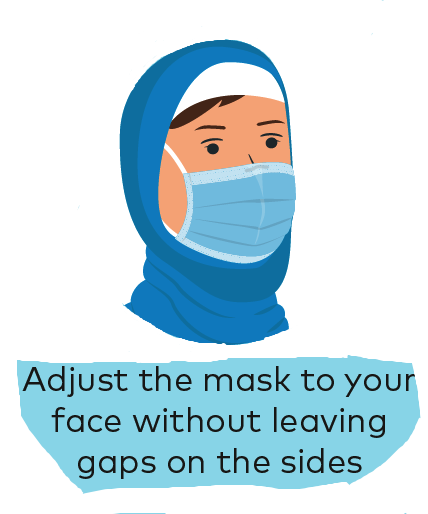 Adjust the mask to your
face without leaving
gaps on the sides